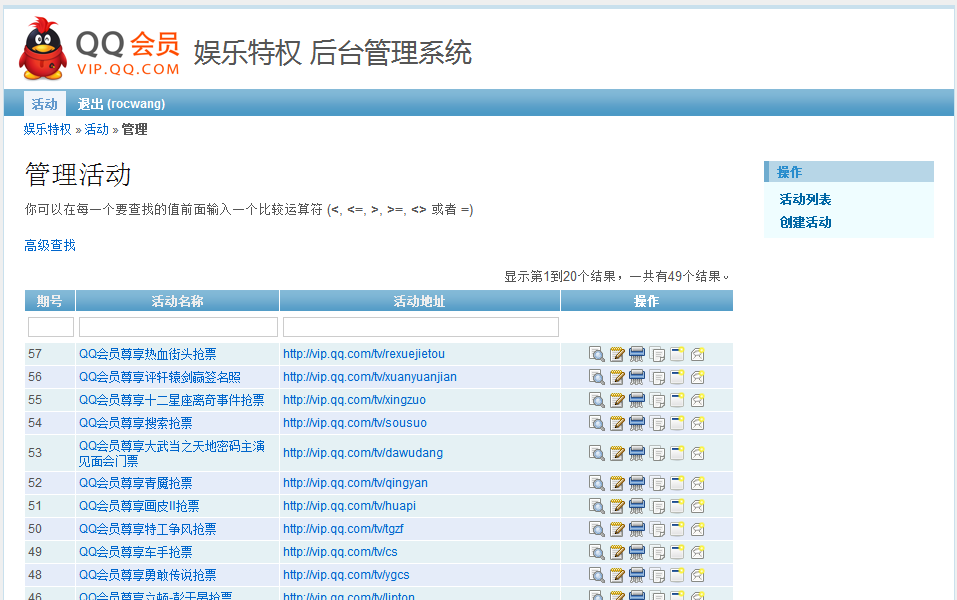 QQ会员
VIP.QQ.COM
娱乐特权 后台管理系统
活动 退出 (rocwang)
娱乐特权 » 活动 » 管理
管理活动
你可以在每一个要查找的值前面输入一个比较运算符 (<, <=, >, >=, <> 或者 =)
高级查找
操作
活动列表
创建活动
显示第1到20个结果，一共有49个结果。
期号 活动名称 活动地址 操作
57 QQ会员尊享热血街头抢票 http://vip.qq.com/tv/rexuejietou
56 QQ会员尊享评轩辕剑赢签名照 http://vip.qq.com/tv/xuanyuanjian
55 QQ会员尊享十二星座离奇事件抢票 http://vip.qq.com/tv/xingzuo
54 QQ会员尊享搜索抢票 http://vip.qq.com/tv/sousuo
53 QQ会员尊享大武当之天地密码主演 http://vip.qq.com/tv/dawudang
见面会门票
52 QQ会员尊享青魇抢票 http://vip.qq.com/tv/qingyan
51 QQ会员尊享画皮II抢票 http://vip.qq.com/tv/huapi
50 QQ会员尊享特工争风抢票 http://vip.qq.com/tv/tgzf
49 QQ会员尊享车手抢票 http://vip.qq.com/tv/cs
48 QQ会员尊享勇敢传说抢票 http://vip.qq.com/tv/ygcs
46 QQ会员尊享立顿-彭于晏抢票 http://vip.qq.com/tv/lipton